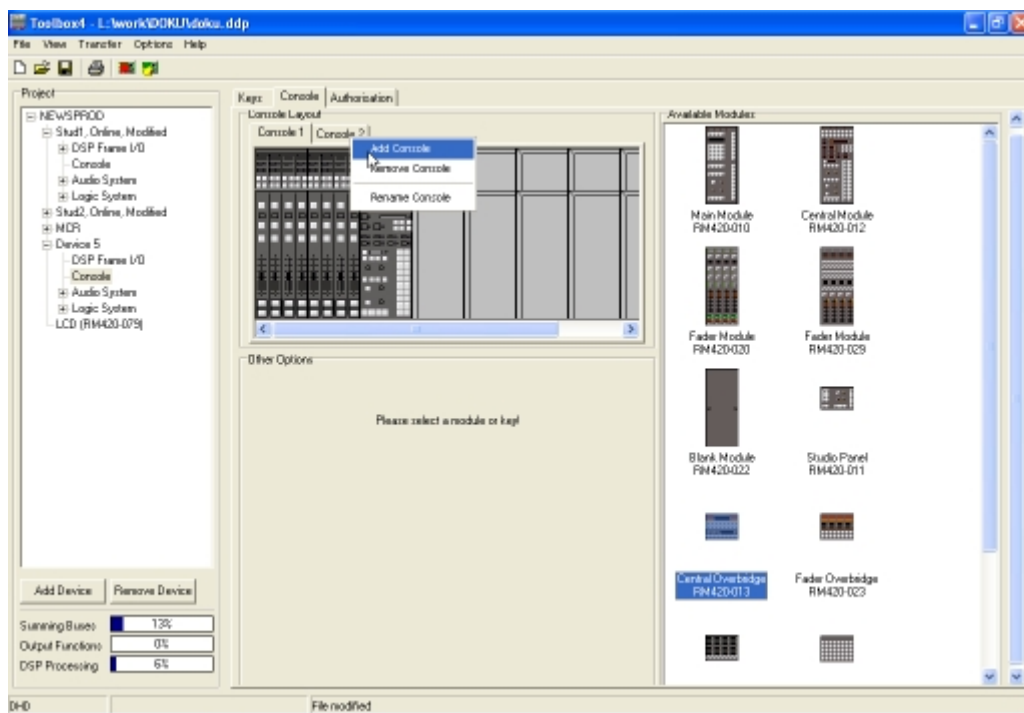 Toolbox4 - L:\work\DOKU\doku.ddp
File View Transfer Options Help
Project
NEWSPROD
Stud1, Online, Modified
DSP Frame I/O
Console
Audio System
Logic System
Stud2, Online, Modified
MCR
Device 5
DSP Frame I/O
Console
Audio System
Logic System
LCD (RM420-079)
Add Device Remove Device
Summing Buses 13%
Output Functions 0%
DSP Processing 6%
Keys Console Authorisation
Console Layout
Console 1 Console 2
Add Console
Remove Console
Rename Console
Other Options
Please select a module or key!
Available Modules
Main Module Central Module
RM420-010 RM420-012
Fader Module Fader Module
RM420-020 RM420-029
Blank Module Studio Panel
RM420-022 RM420-011
Central Overbridge Fader Overbridge
RM420-013 RM420-023
DHD File modified